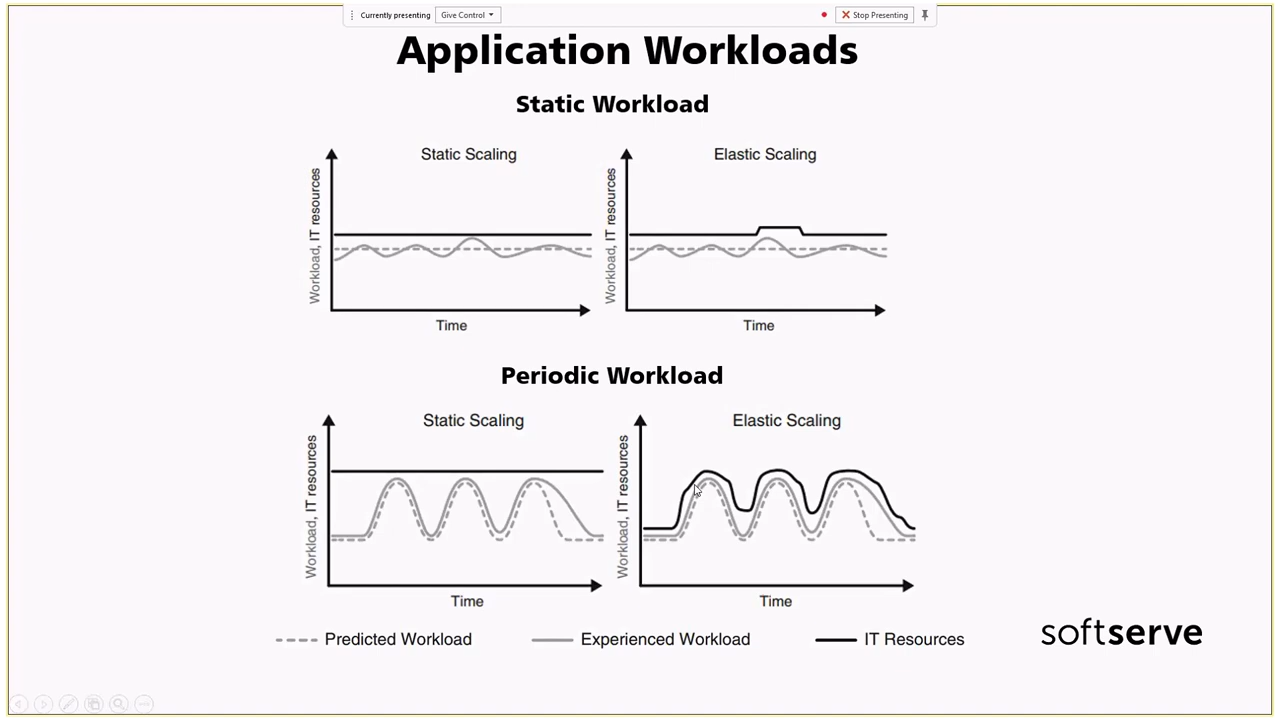 Currently presenting Give Control Stop Presenting
Application Workloads
Static Workload
Static Scaling
Workload, IT resources
Time
Elastic Scaling
Workload, IT resources
Time
Periodic Workload
Static Scaling
Workload, IT resources
Time
Elastic Scaling
Workload, IT resources
Time
Predicted Workload Experienced Workload IT Resources
softserve